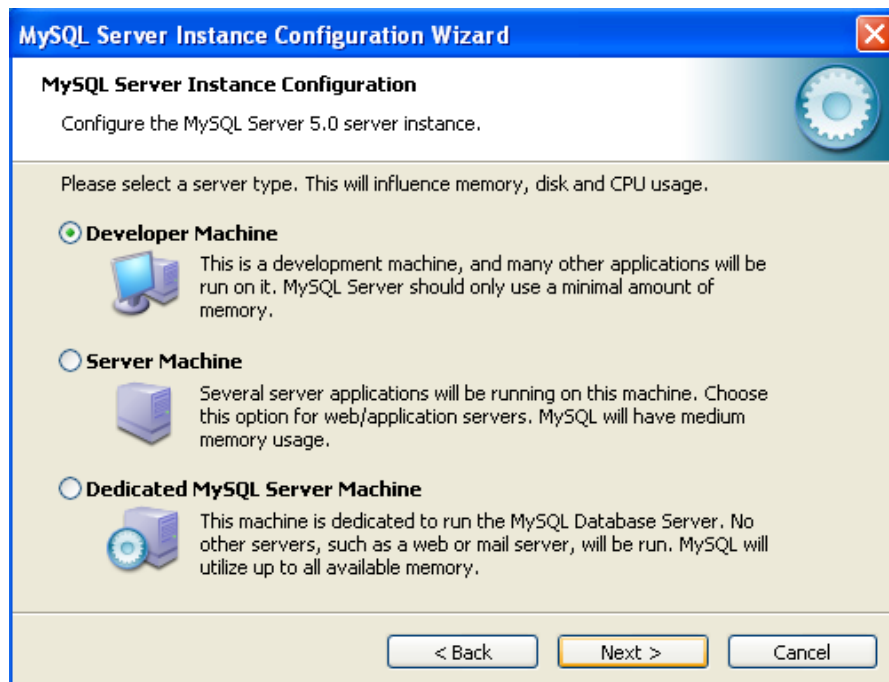 MySQL Server Instance Configuration Wizard
MySQL Server Instance Configuration
Configure the MySQL Server 5.0 server instance.
Please select a server type. This will influence memory, disk and CPU usage.
Developer Machine
This is a development machine, and many other applications will be
run on it. MySQL Server should only use a minimal amount of
memory.
Server Machine
Several server applications will be running on this machine. Choose
this option for web/application servers. MySQL will have medium
memory usage.
Dedicated MySQL Server Machine
This machine is dedicated to run the MySQL Database Server. No
other servers, such as a web or mail server, will be run. MySQL will
utilize up to all available memory.
< Back
Next >
Cancel